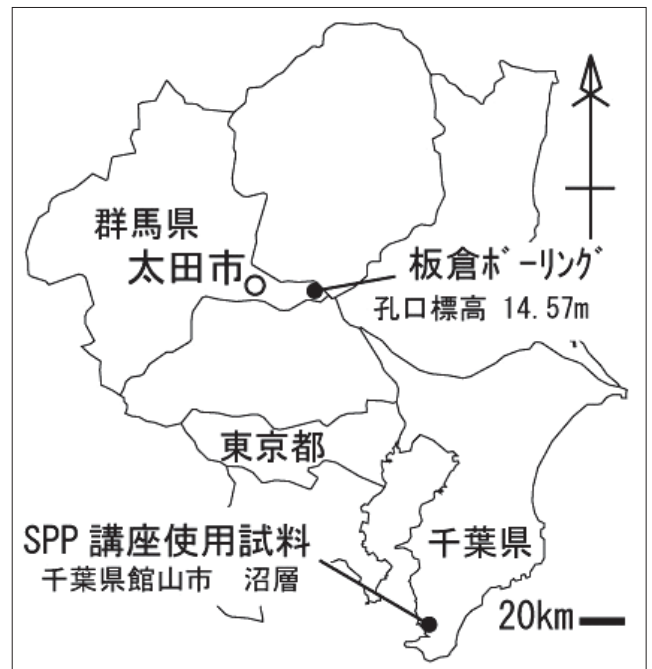 群馬県
太田市
板倉ボーリング
孔口標高 14.57m
東京都
SPP 講座使用試料
千葉県館山市 沼層
千葉県
20km